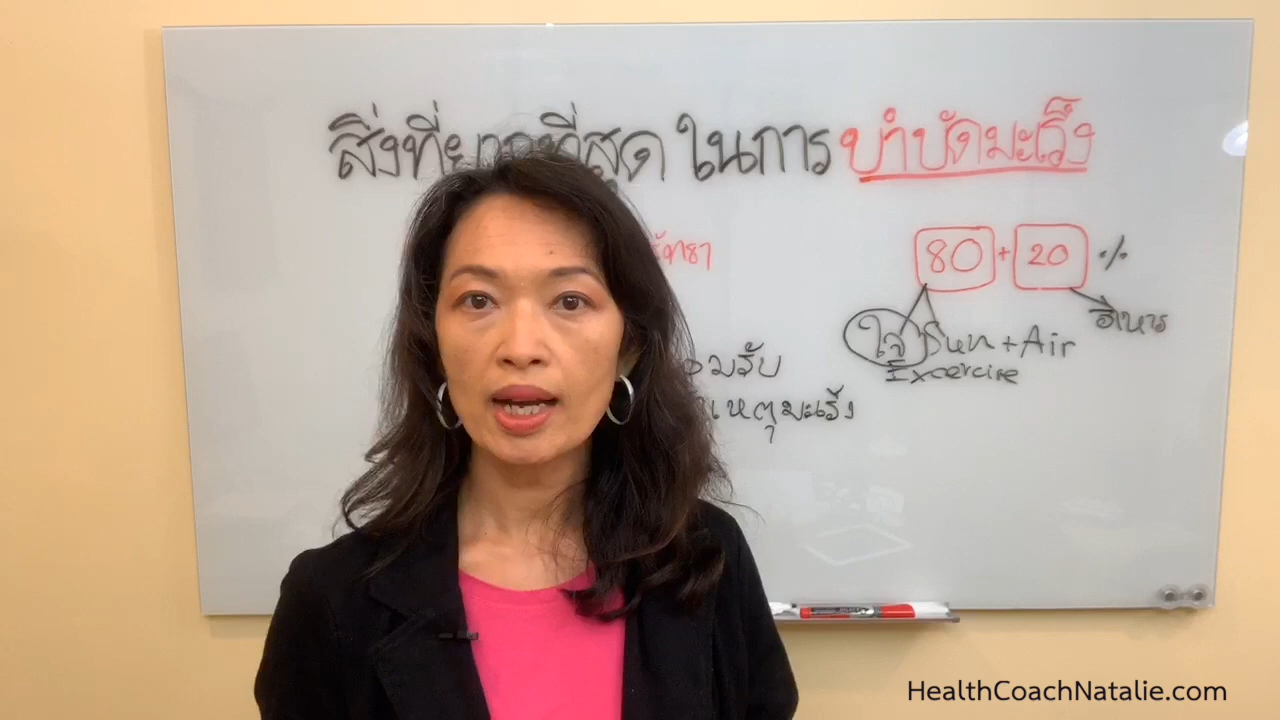 สิ่งที่ยากที่สุด ในการ บำบัดมะเร็ง
80 + 20 %
ใจ Sun + Air
อาหาร
Excercise
HealthCoachNatalie.com